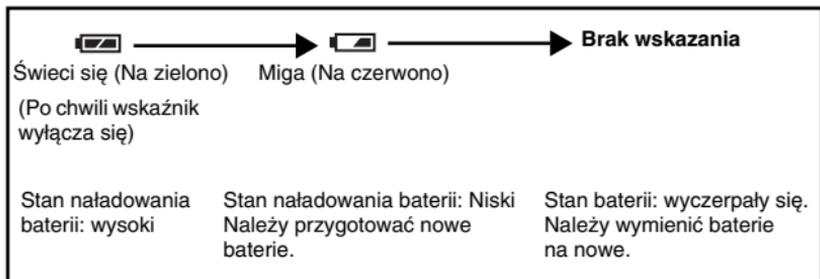 Brak wskazania
Świeci się (Na zielono)
Miga (Na czerwono)
(Po chwili wskaźnik
wyłącza się)
Stan naładowania
baterii: wysoki
Stan naładowania baterii: Niski
Należy przygotować nowe
baterie.
Stan baterii: wyczerpały się.
Należy wymienić baterie
na nowe.